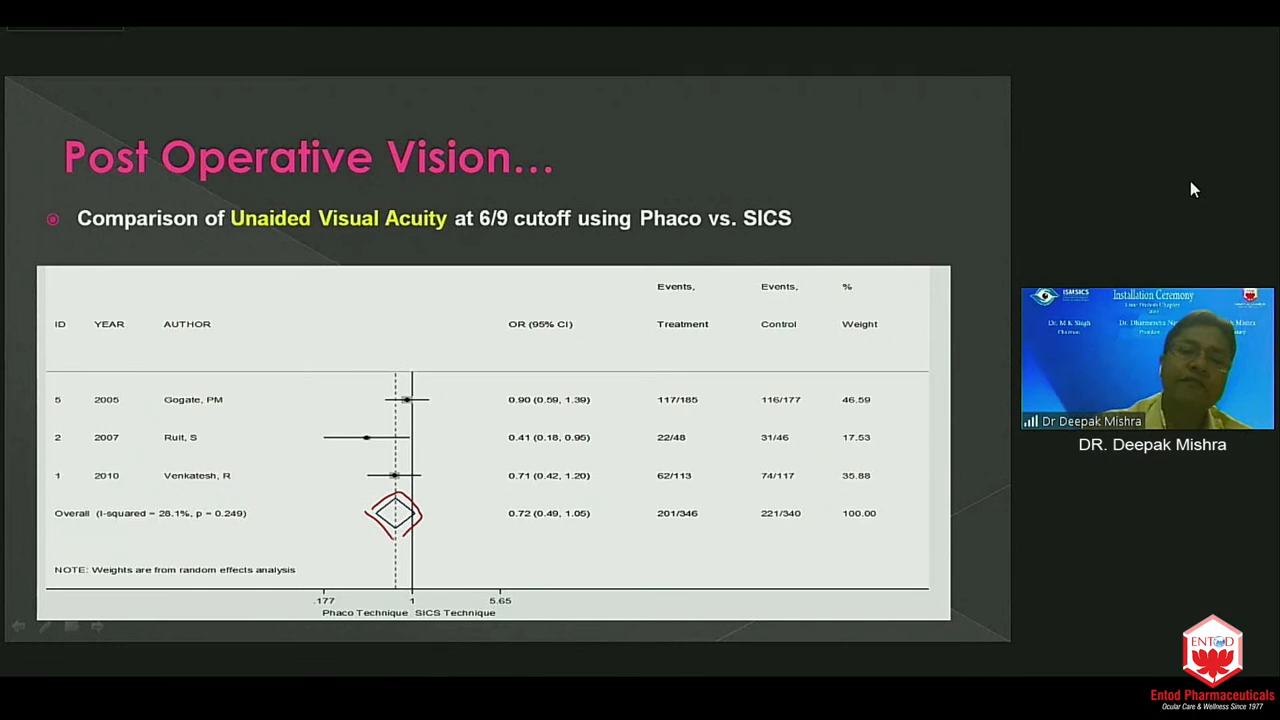 Post Operative Vision...
Comparison of Unaided Visual Acuity at 6/9 cutoff using Phaco vs. SICS
Events, Events, %
ID YEAR AUTHOR OR (95% CI) Treatment Control Weight
5 2005 Gogate, PM 0.90 (0.59, 1.39) 117/185 116/177 46.59
2 2007 Ruit, S 0.41 (0.18, 0.95) 22/48 31/46 17.53
1 2010 Venkatesh, R 0.71 (0.42, 1.20) 62/113 74/117 35.88
Overall (I-squared = 28.1%, p = 0.249) 0.72 (0.49, 1.05) 201/346 221/340 100.00
NOTE: Weights are from random effects analysis
.177 1 5.65
Phaco Technique SICS Technique
ISMSICS
Installation Ceremony
Dr. M K Singh
Dr. Dharmendra
Dr Deepak Mishra
DR. Deepak Mishra
ENTOD
Entod Pharmaceuticals
Ocular Care & Wellness Since 1977